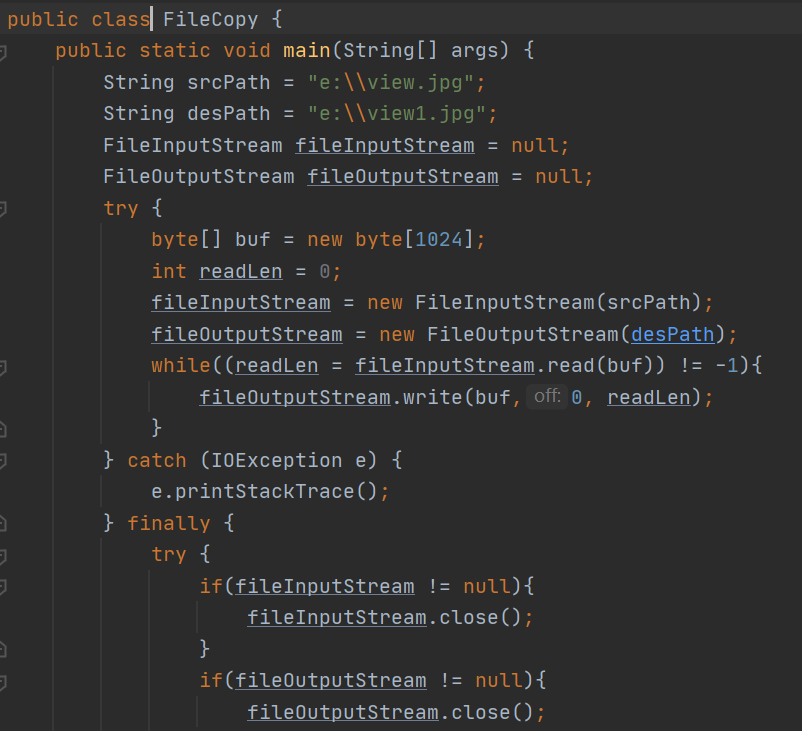 public class FileCopy {
public static void main(String[] args) {
String srcPath = "e:\\view.jpg";
String desPath = "e:\\view1.jpg";
FileInputStream fileInputStream = null;
FileOutputStream fileOutputStream = null;
try {
byte[] buf = new byte[1024];
int readLen = 0;
fileInputStream = new FileInputStream(srcPath);
fileOutputStream = new FileOutputStream(desPath);
while((readLen = fileInputStream.read(buf)) != -1){
fileOutputStream.write(buf, off: 0, readLen);
}
} catch (IOException e) {
e.printStackTrace();
} finally {
try {
if(fileInputStream != null){
fileInputStream.close();
}
if(fileOutputStream != null){
fileOutputStream.close();